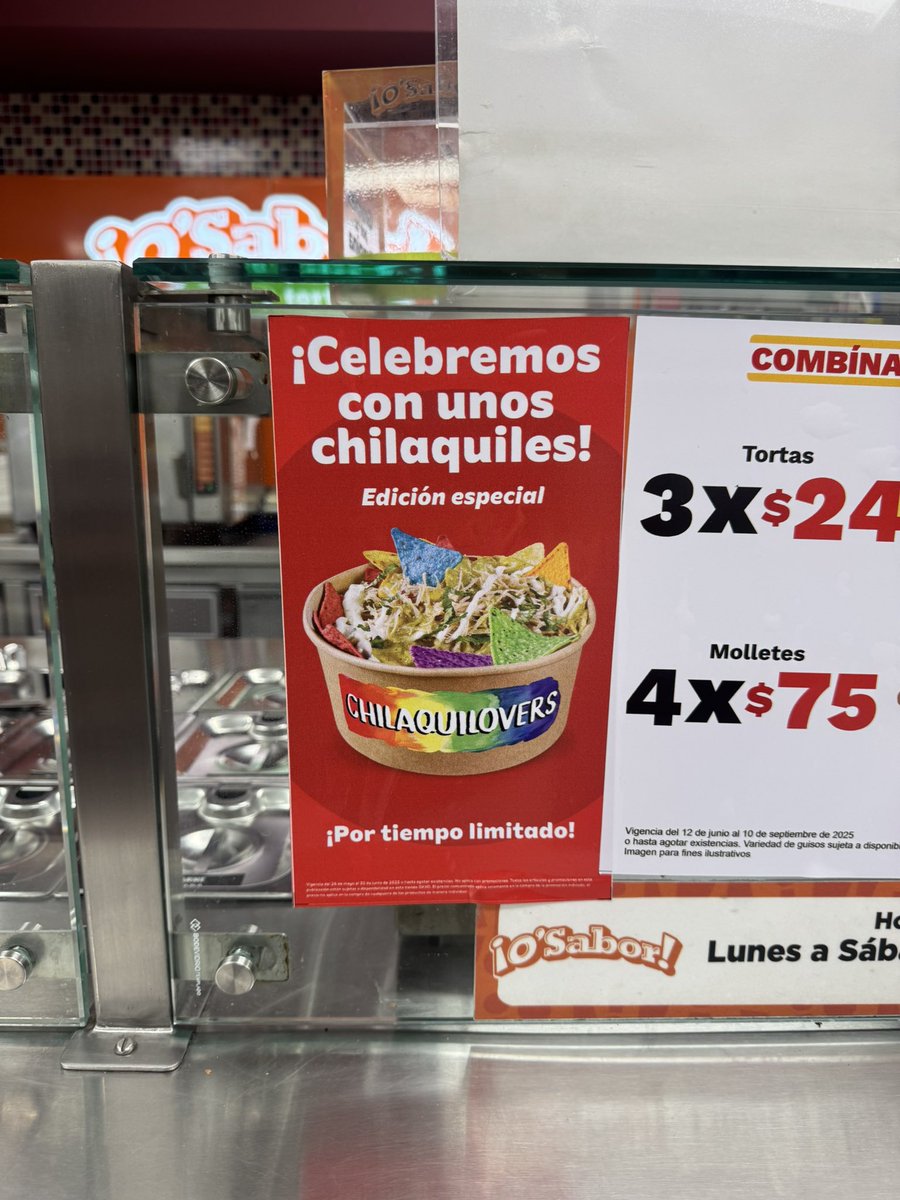 ¡O'Sab
¡Celebremos
con unos
chilaquiles!
Edición especial
CHILAQUILOVERS
¡Por tiempo limitado!
COMBÍNA
Tortas
3x$24
Molletes
4x$75
Vigencia del 12 de junio al 10 de septiembre de 2025
o hasta agotar existencias. Variedad de guisos sujeta a disponib
Imagen para fines ilustrativos
¡O'Sabor!
Ho
Lunes a Sába